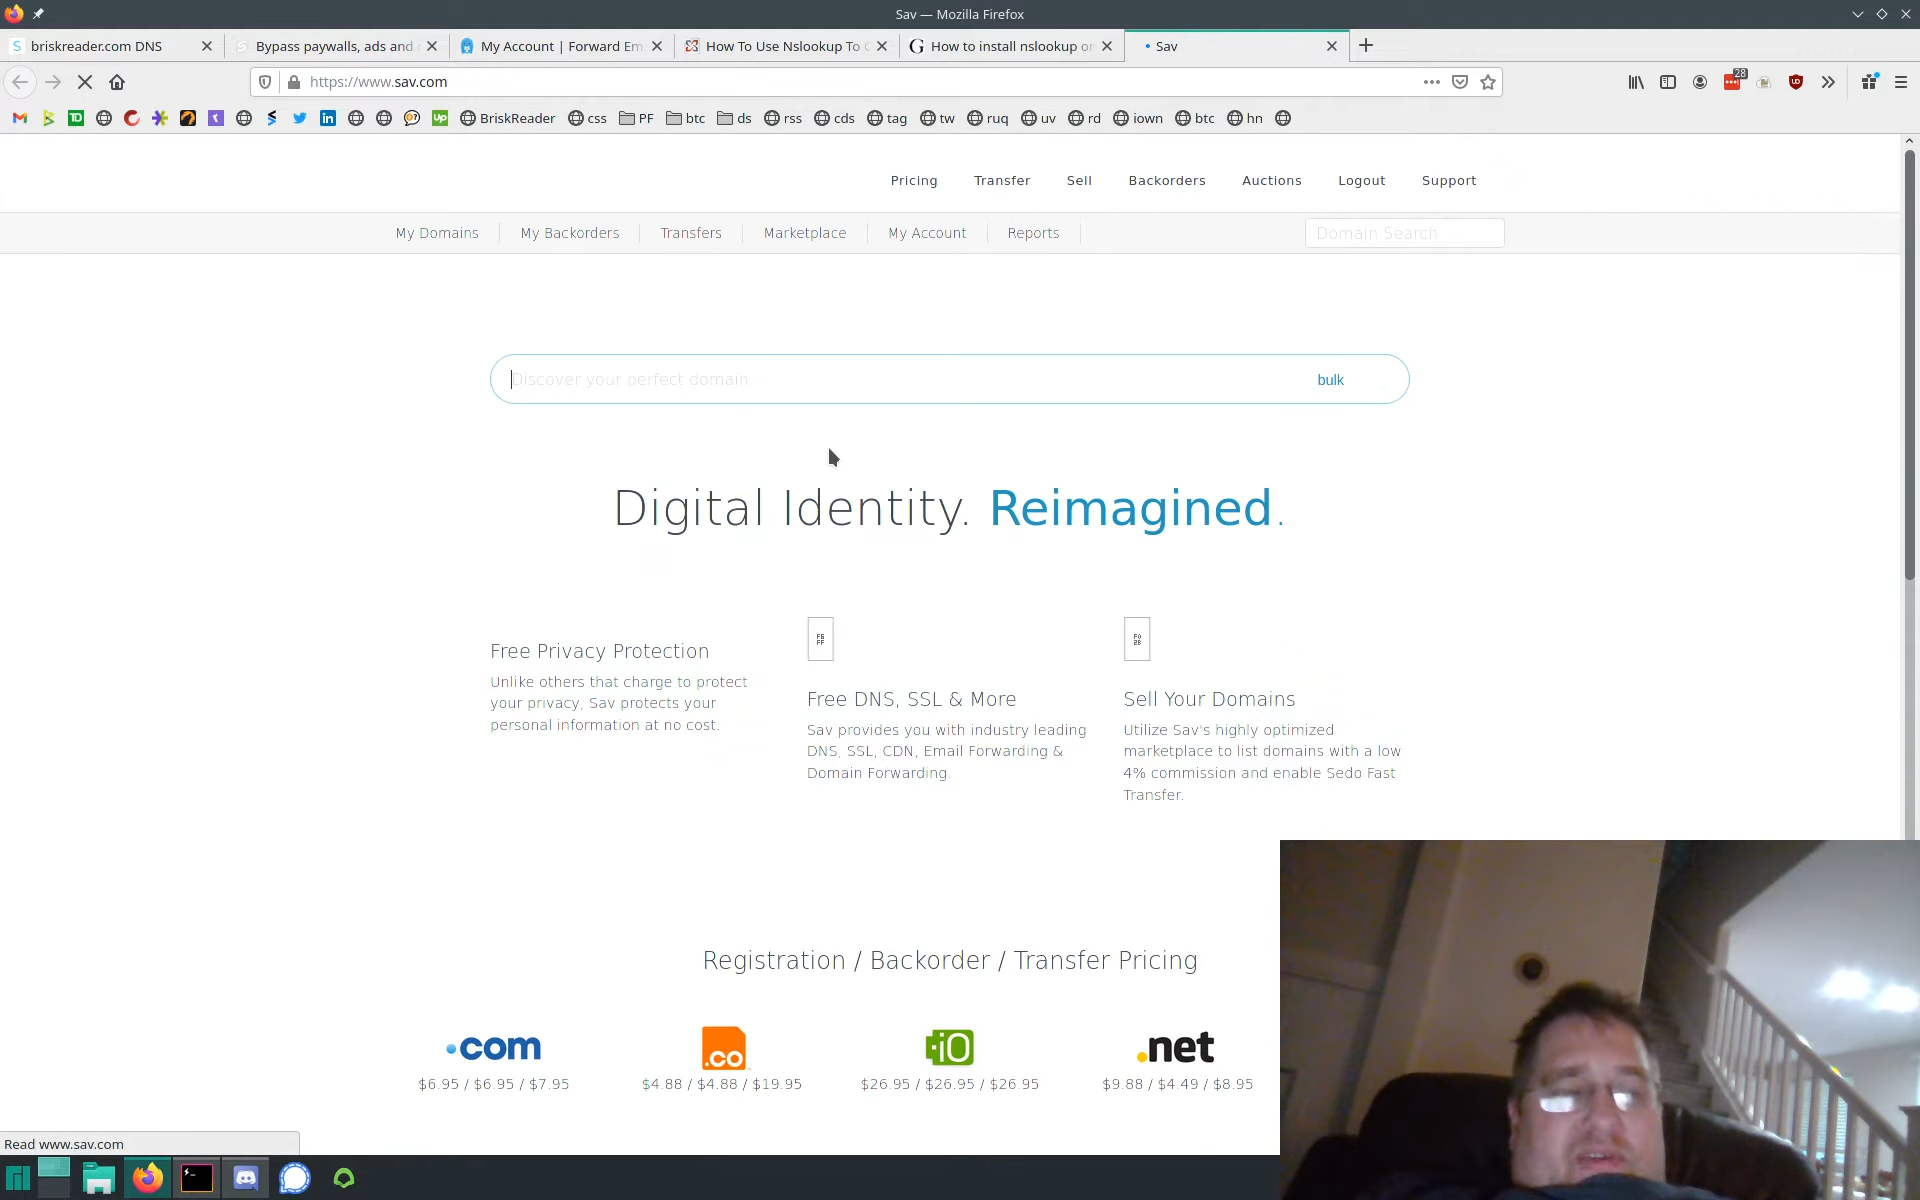 Sav — Mozilla Firefox
briskreader.com DNS
Bypass paywalls, ads and
My Account | Forward Em
How To Use Nslookup To
How to install nslookup or
Sav
https://www.sav.com
28
BriskReader
css
PF
btc
ds
rss
cds
tag
tw
ruq
uv
rd
iown
btc
hn
Pricing
Transfer
Sell
Backorders
Auctions
Logout
Support
My Domains
My Backorders
Transfers
Marketplace
My Account
Reports
Domain Search
Discover your perfect domain
bulk
Digital Identity. Reimagined.
Free Privacy Protection
Unlike others that charge to protect
your privacy, Sav protects your
personal information at no cost.
Free DNS, SSL & More
Sav provides you with industry leading
DNS, SSL, CDN, Email Forwarding &
Domain Forwarding.
Sell Your Domains
Utilize Sav's highly optimized
marketplace to list domains with a low
4% commission and enable Sedo Fast
Transfer.
Registration / Backorder / Transfer Pricing
.com
$6.95 / $6.95 / $7.95
.co
$4.88 / $4.88 / $19.95
.iO
$26.95 / $26.95 / $26.95
.net
$9.88 / $4.49 / $8.95
Read www.sav.com